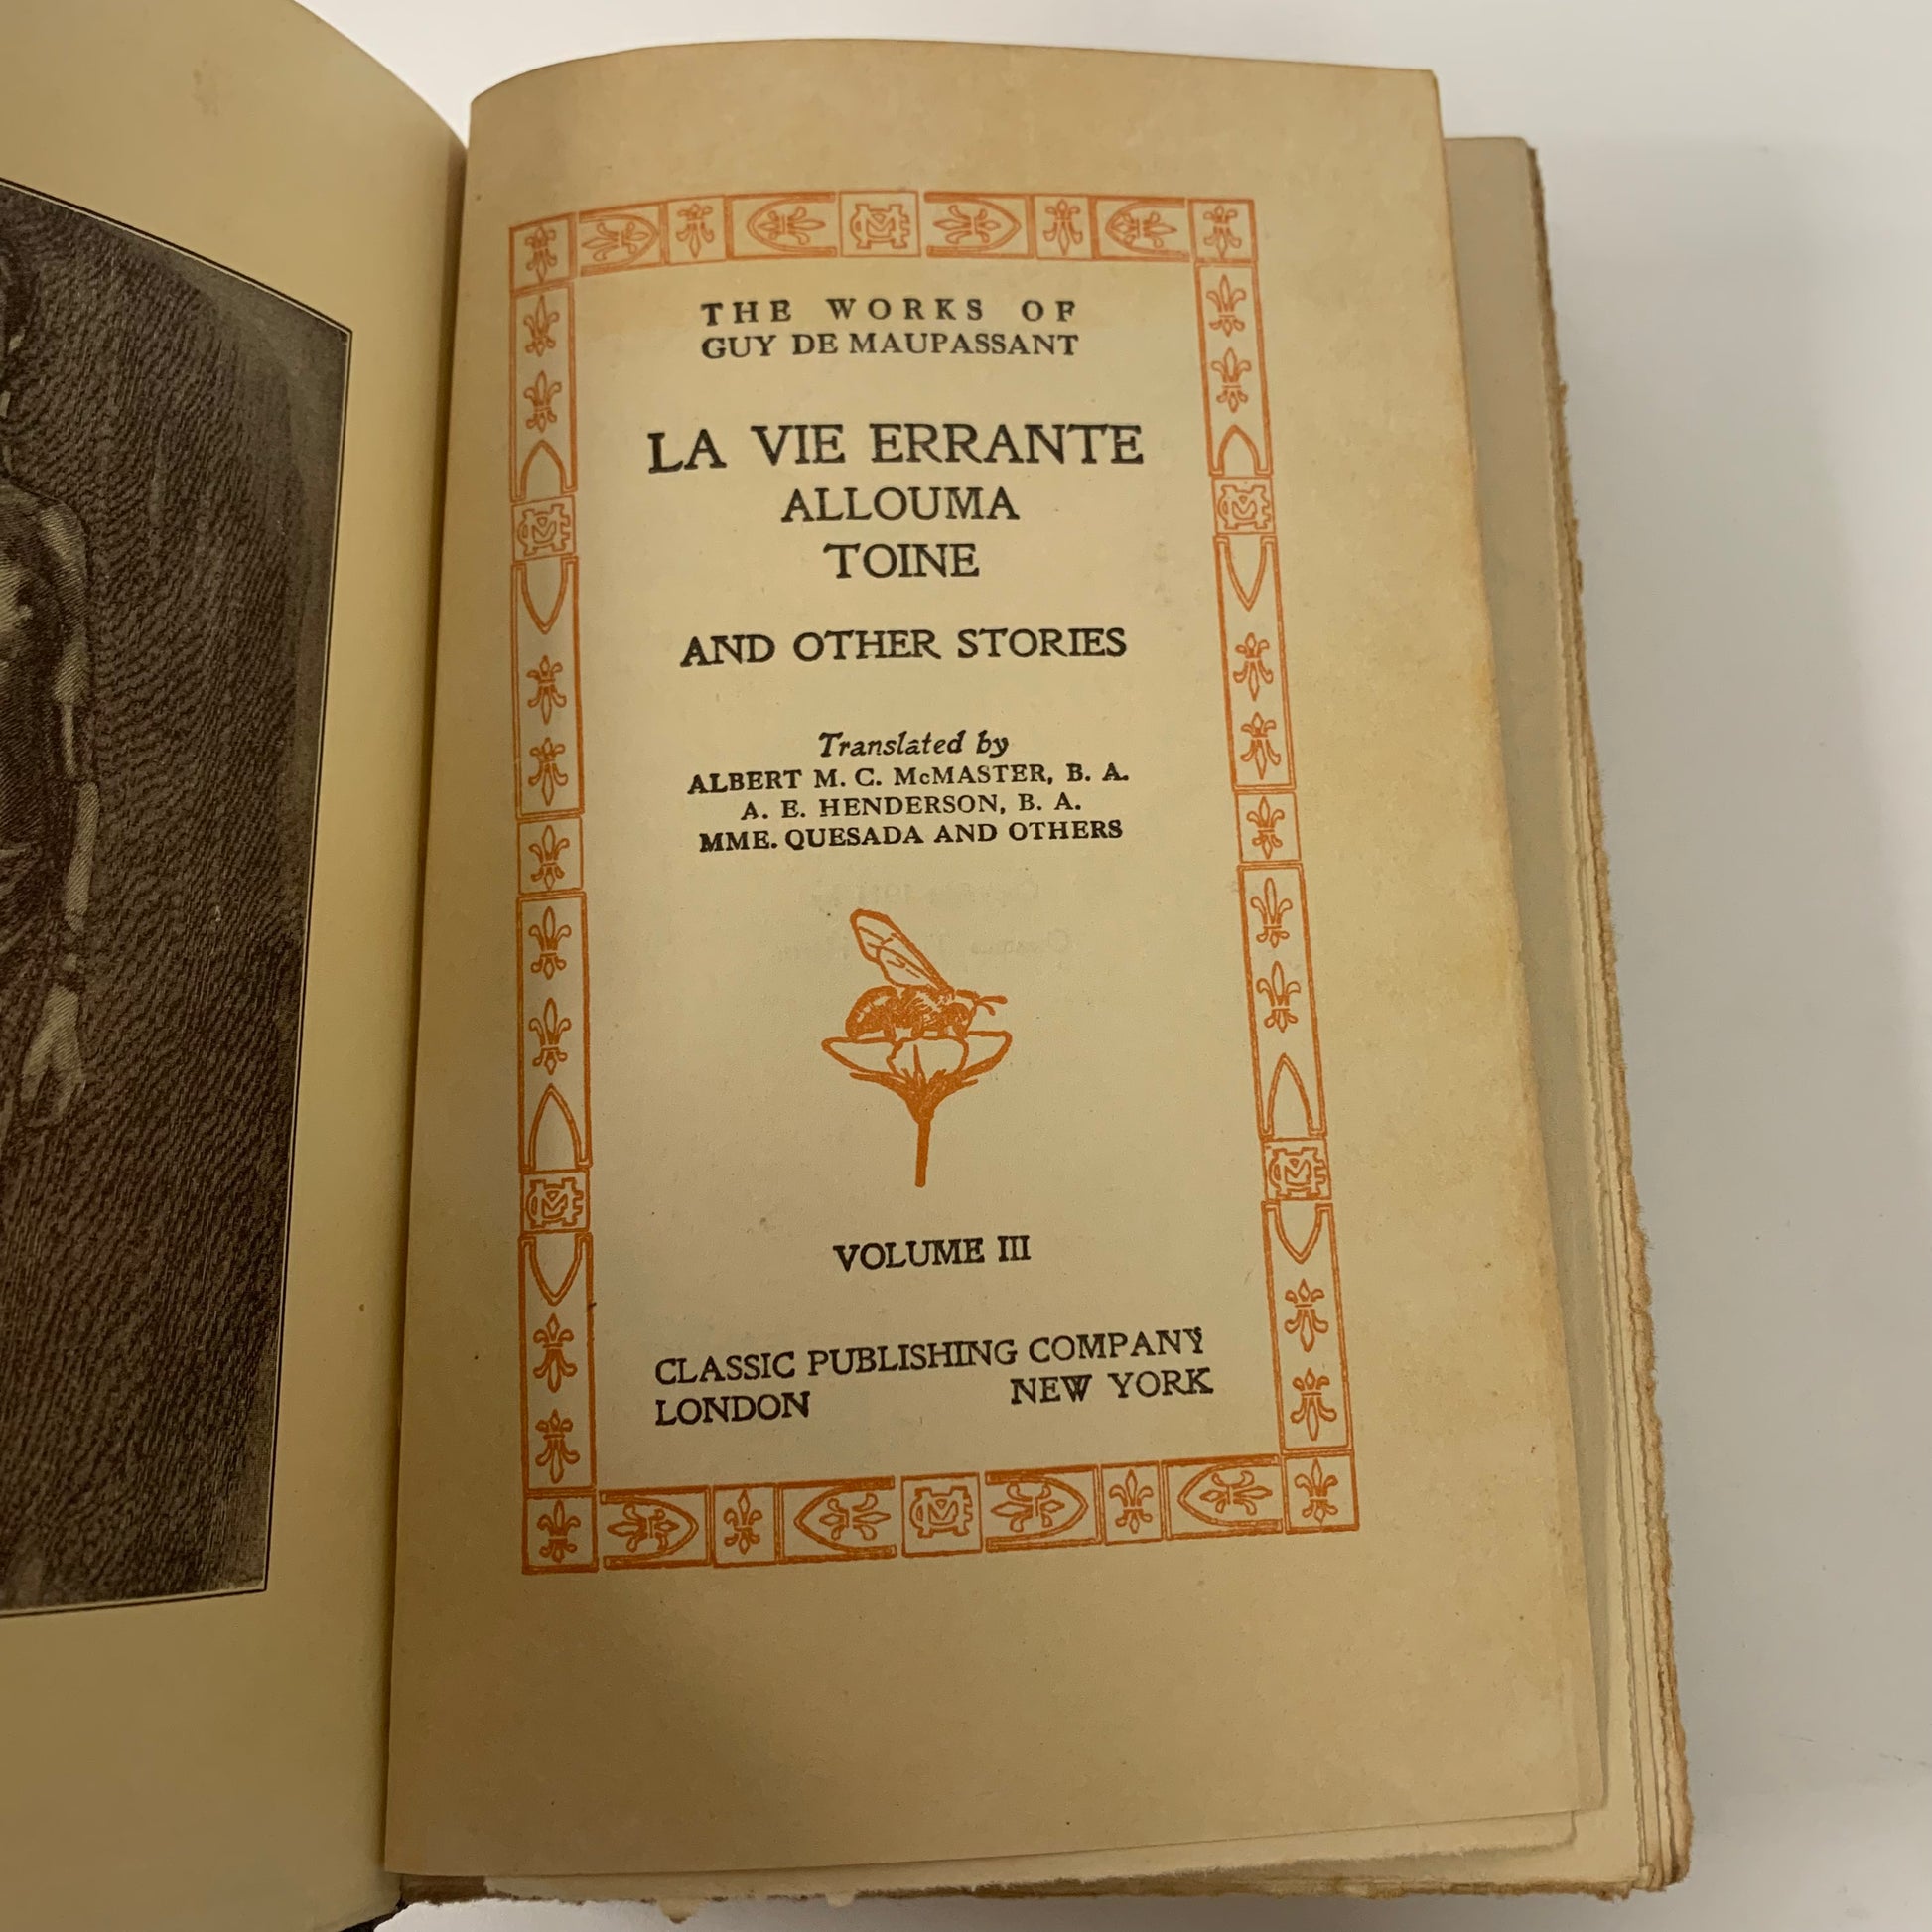 THE WORKS OF
GUY DE MAUPASSANT
LA VIE ERRANTE
ALLOUMA
TOINE
AND OTHER STORIES
Translated by
ALBERT M. C. McMASTER, B. A.
A. E. HENDERSON, B. A.
MME. QUESADA AND OTHERS
VOLUME III
CLASSIC PUBLISHING COMPANY
LONDON NEW YORK